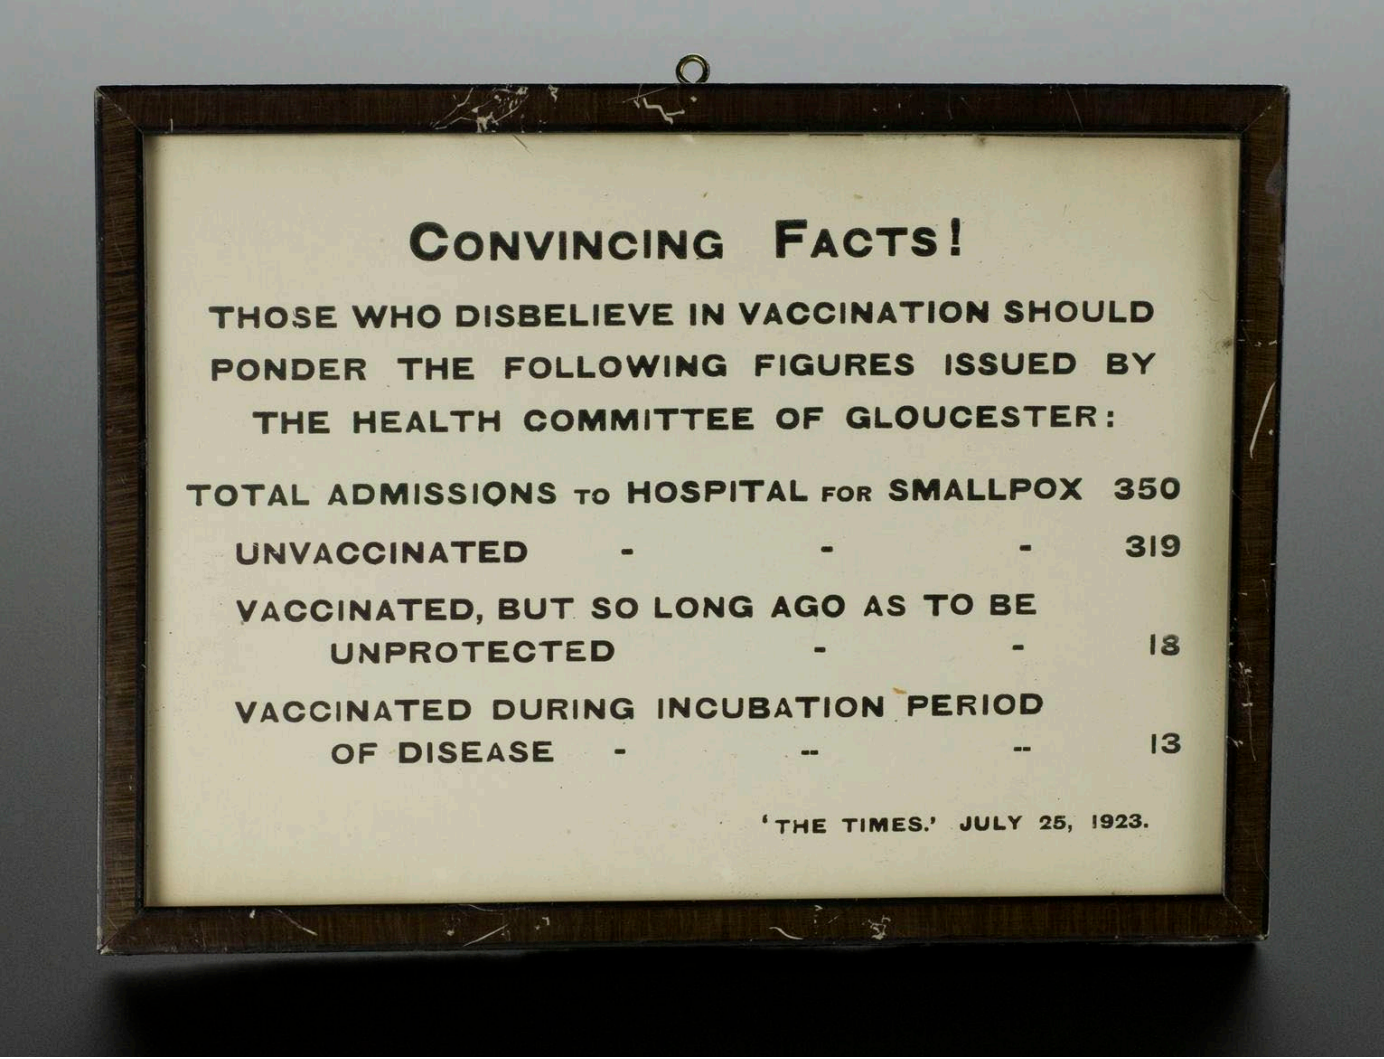 CONVINCING FACTS!
THOSE WHO DISBELIEVE IN VACCINATION SHOULD
PONDER THE FOLLOWING FIGURES ISSUED BY
THE HEALTH COMMITTEE OF GLOUCESTER:
TOTAL ADMISSIONS TO HOSPITAL FOR SMALLPOX 350
UNVACCINATED - - - 319
VACCINATED, BUT SO LONG AGO AS TO BE
UNPROTECTED - - 18
VACCINATED DURING INCUBATION PERIOD
OF DISEASE - -- -- 13
'THE TIMES.' JULY 25, 1923.